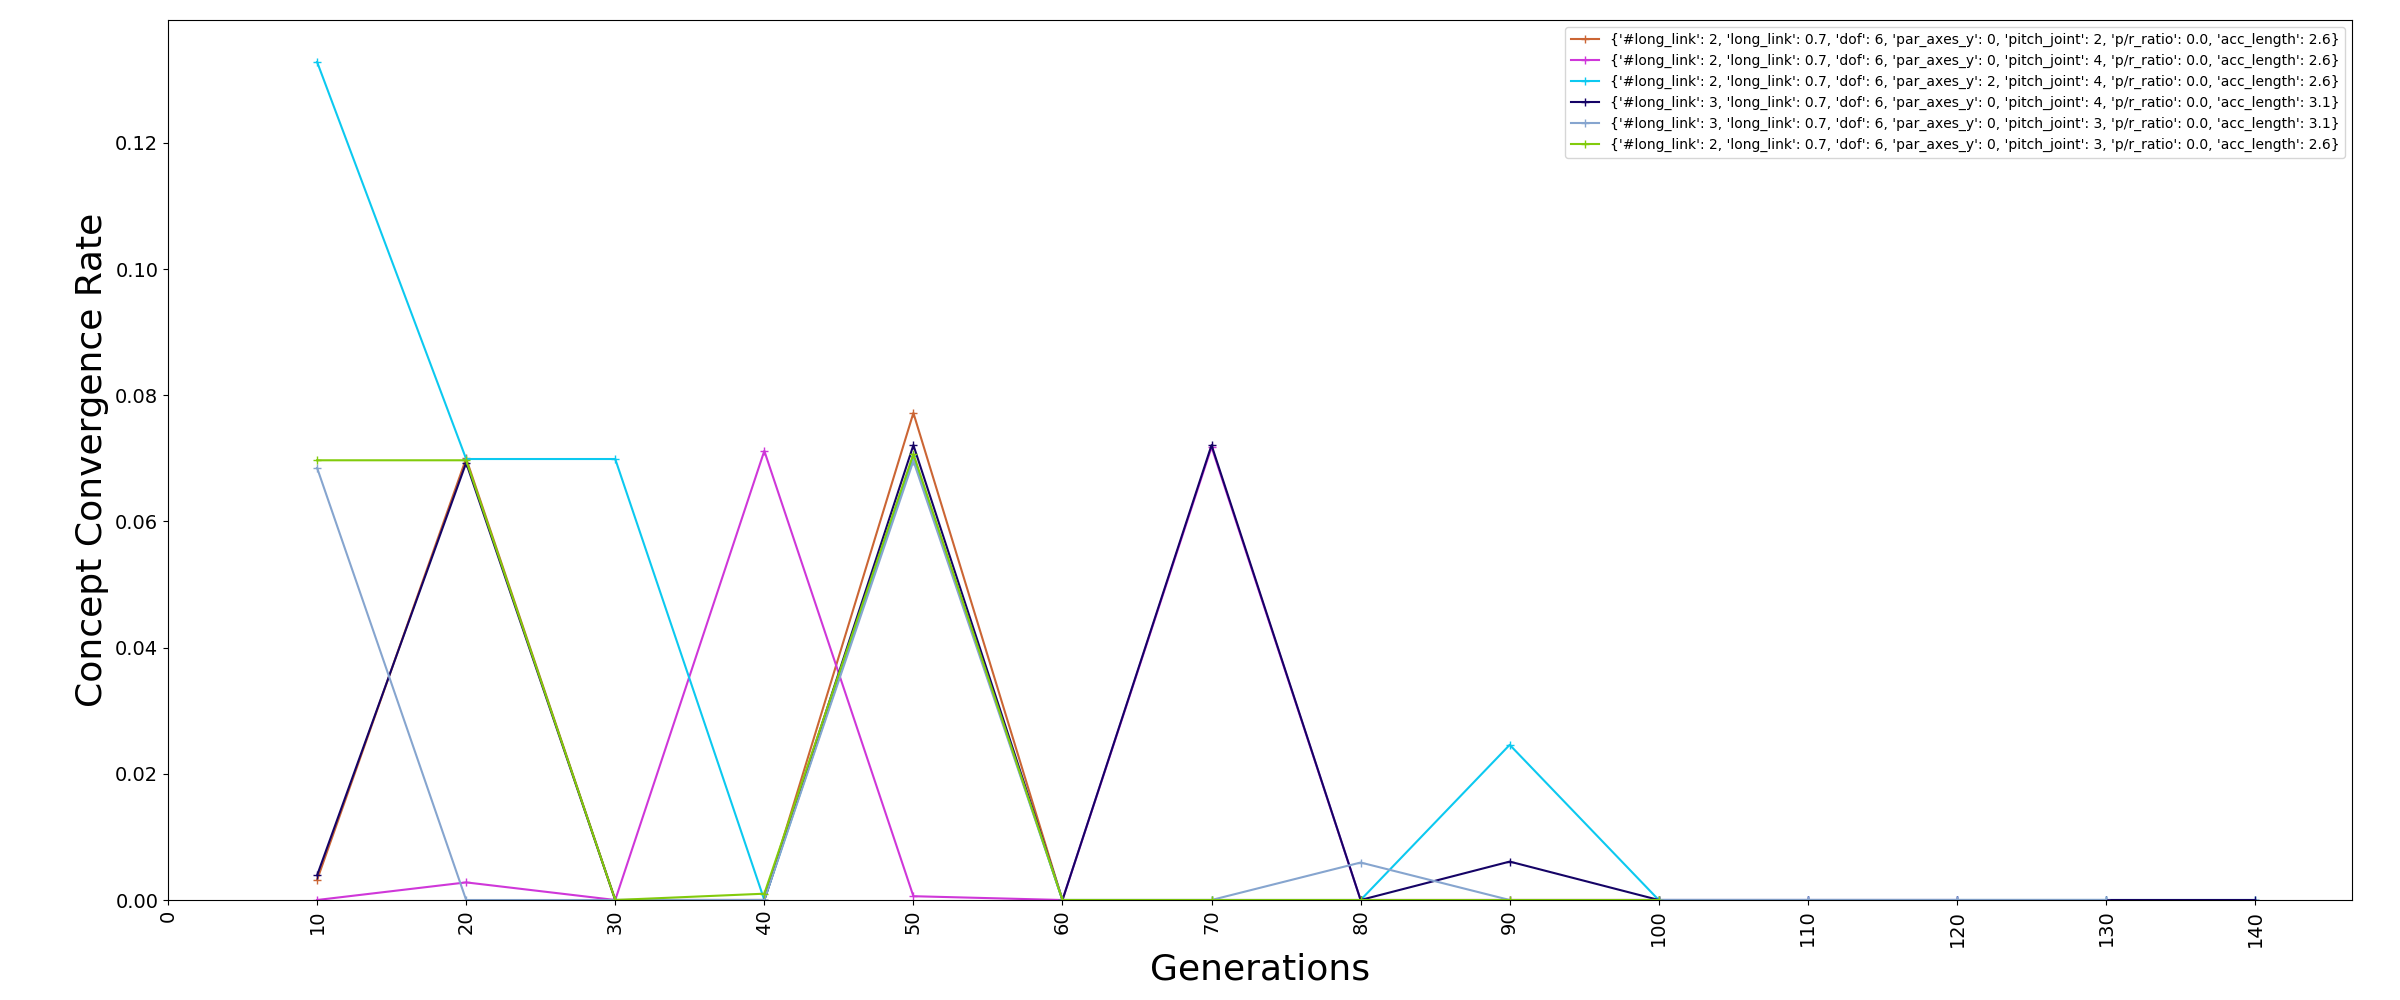 {'#long_link': 2, 'long_link': 0.7, 'dof': 6, 'par_axes_y': 0, 'pitch_joint': 2, 'p/r_ratio': 0.0, 'acc_length': 2.6}
{'#long_link': 2, 'long_link': 0.7, 'dof': 6, 'par_axes_y': 0, 'pitch_joint': 4, 'p/r_ratio': 0.0, 'acc_length': 2.6}
{'#long_link': 2, 'long_link': 0.7, 'dof': 6, 'par_axes_y': 2, 'pitch_joint': 4, 'p/r_ratio': 0.0, 'acc_length': 2.6}
{'#long_link': 3, 'long_link': 0.7, 'dof': 6, 'par_axes_y': 0, 'pitch_joint': 4, 'p/r_ratio': 0.0, 'acc_length': 3.1}
{'#long_link': 3, 'long_link': 0.7, 'dof': 6, 'par_axes_y': 0, 'pitch_joint': 3, 'p/r_ratio': 0.0, 'acc_length': 3.1}
{'#long_link': 2, 'long_link': 0.7, 'dof': 6, 'par_axes_y': 0, 'pitch_joint': 3, 'p/r_ratio': 0.0, 'acc_length': 2.6}
Concept Convergence Rate
0.12
0.10
0.08
0.06
0.04
0.02
0.00
0 10 20 30 40 50 60 70 80 90 100 110 120 130 140
Generations